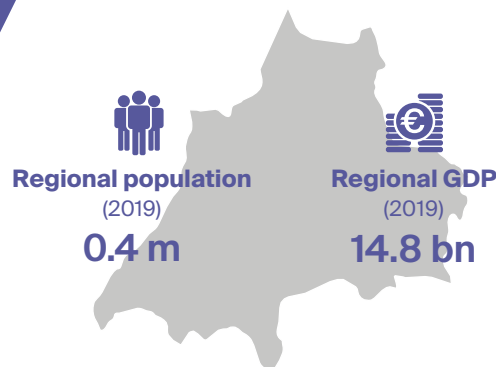 Regional population
(2019)
0.4 m
€
Regional GDP
(2019)
14.8 bn